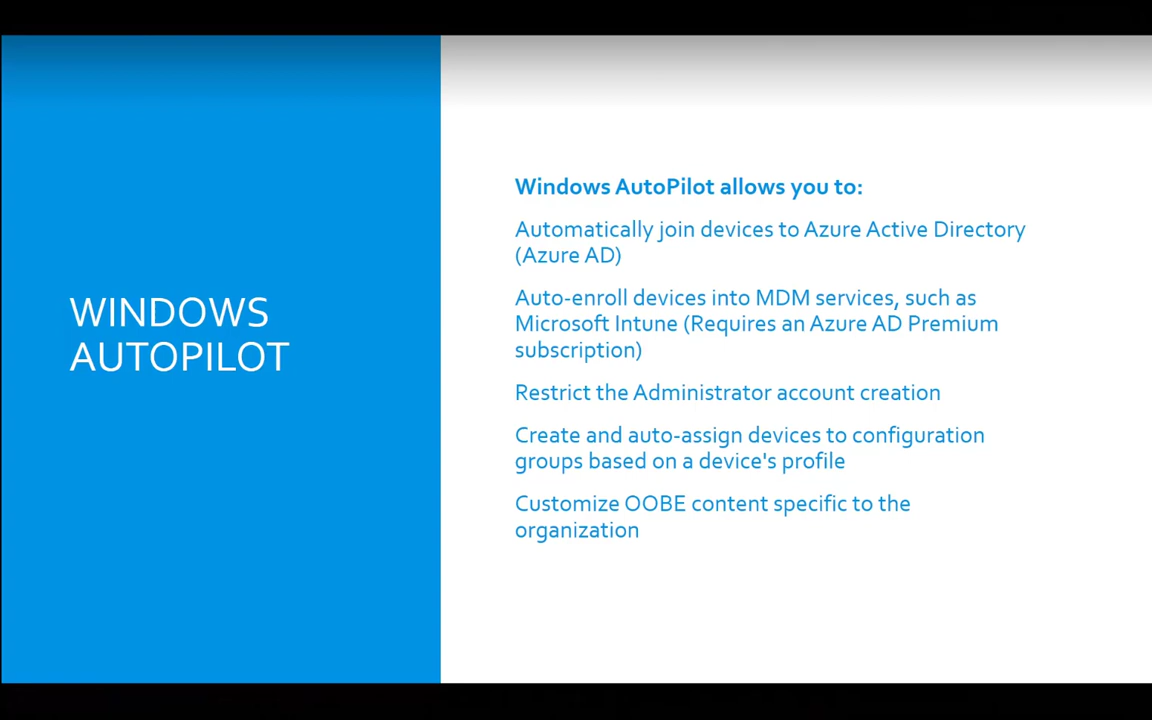 WINDOWS
AUTOPILOT
Windows AutoPilot allows you to:
Automatically join devices to Azure Active Directory
(Azure AD)
Auto-enroll devices into MDM services, such as
Microsoft Intune (Requires an Azure AD Premium
subscription)
Restrict the Administrator account creation
Create and auto-assign devices to configuration
groups based on a device's profile
Customize OOBE content specific to the
organization